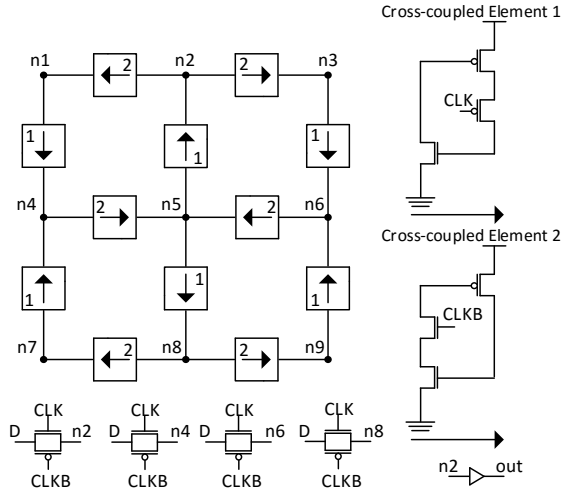 Cross-coupled Element 1
n1 2 n2 2 n3
CLK
1 1 1
n4 2 n5 2 n6
Cross-coupled Element 2
1 1 1
CLKB
n7 2 n8 2 n9
CLK CLK CLK CLK
D n2 D n4 D n6 D n8
CLKB CLKB CLKB CLKB
n2 out